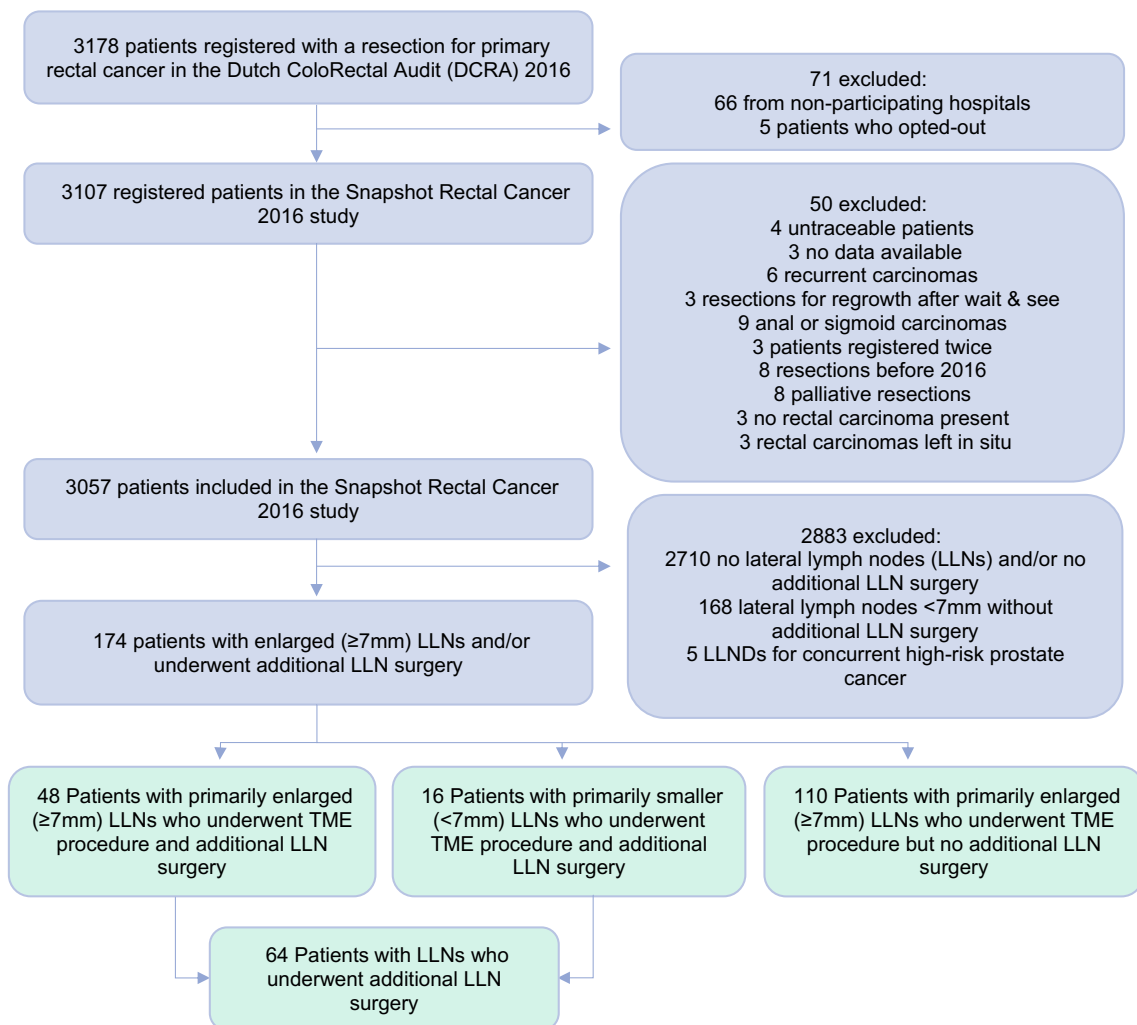 3178 patients registered with a resection for primary
rectal cancer in the Dutch ColoRectal Audit (DCRA) 2016
71 excluded:
66 from non-participating hospitals
5 patients who opted-out
3107 registered patients in the Snapshot Rectal Cancer
2016 study
50 excluded:
4 untraceable patients
3 no data available
6 recurrent carcinomas
3 resections for regrowth after wait & see
9 anal or sigmoid carcinomas
3 patients registered twice
8 resections before 2016
8 palliative resections
3 no rectal carcinoma present
3 rectal carcinomas left in situ
3057 patients included in the Snapshot Rectal Cancer
2016 study
2883 excluded:
2710 no lateral lymph nodes (LLNs) and/or no
additional LLN surgery
168 lateral lymph nodes <7mm without
additional LLN surgery
5 LLNDs for concurrent high-risk prostate
cancer
174 patients with enlarged (≥7mm) LLNs and/or
underwent additional LLN surgery
48 Patients with primarily enlarged
(≥7mm) LLNs who underwent TME
procedure and additional LLN
surgery
16 Patients with primarily smaller
(<7mm) LLNs who underwent
TME procedure and additional
LLN surgery
110 Patients with primarily enlarged
(≥7mm) LLNs who underwent TME
procedure but no additional LLN
surgery
64 Patients with LLNs who
underwent additional LLN
surgery